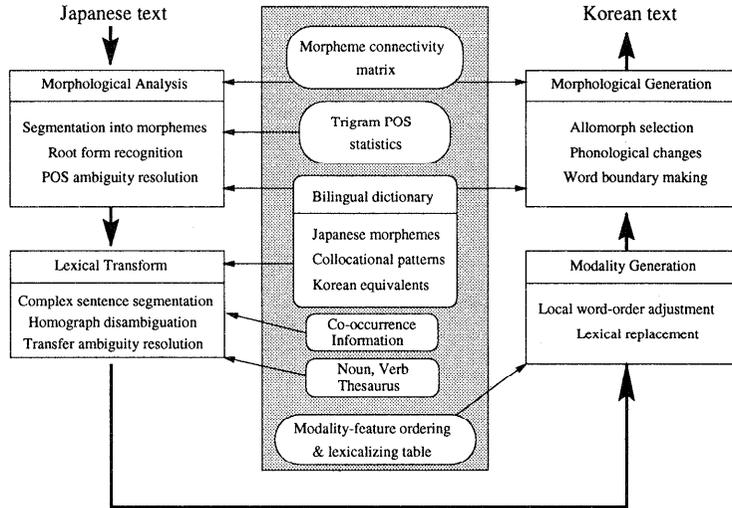 Japanese text
Korean text
Morpheme connectivity
matrix
Morphological Analysis
Segmentation into morphemes
Root form recognition
POS ambiguity resolution
Trigram POS
statistics
Morphological Generation
Allomorph selection
Phonological changes
Word boundary making
Bilingual dictionary
Japanese morphemes
Collocational patterns
Korean equivalents
Lexical Transform
Complex sentence segmentation
Homograph disambiguation
Transfer ambiguity resolution
Modality Generation
Local word-order adjustment
Lexical replacement
Co-occurrence
Information
Noun, Verb
Thesaurus
Modality-feature ordering
& lexicalizing table